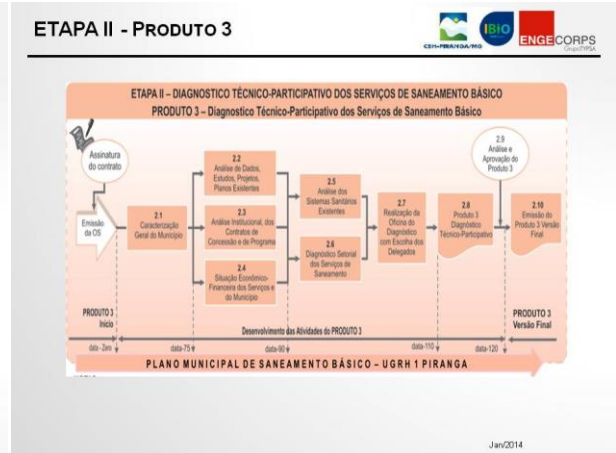 ETAPA II - PRODUTO 3
CBH-PIRANGA/MG
IBIO
ENGECORPS
Grupo TYPSA
ETAPA II – DIAGNOSTICO TÉCNICO-PARTICIPATIVO DOS SERVIÇOS DE SANEAMENTO BÁSICO
PRODUTO 3 – Diagnostico Técnico-Participativo dos Serviços de Saneamento Básico
Assinatura
do contrato
Emissão
da OS
2.1
Caracterização
Geral do Município
2.2
Análise de Dados,
Estudos, Projetos,
Planos Existentes
2.3
Análise Institucional, dos
Contratos de
Concessão e de Programa
2.4
Situação Econômico-
Financeira dos Serviços e
do Município
2.5
Análise dos
Sistemas Sanitários
Existentes
2.6
Diagnóstico Setorial
dos Serviços de
Saneamento
2.7
Realização da
Oficina do
Diagnóstico
com Escolha dos
Delegados
2.8
Produto 3
Diagnóstico
Técnico-Participativo
2.9
Análise e
Aprovação do
Produto 3
2.10
Emissão do
Produto 3 Versão
Final
PRODUTO 3
Início
Desenvolvimento das Atividades do PRODUTO 3
PRODUTO 3
Versão Final
data - Zero
data-75
data-90
data-110
data-120
PLANO MUNICIPAL DE SANEAMENTO BÁSICO – UGRH 1 PIRANGA
Jan/2014